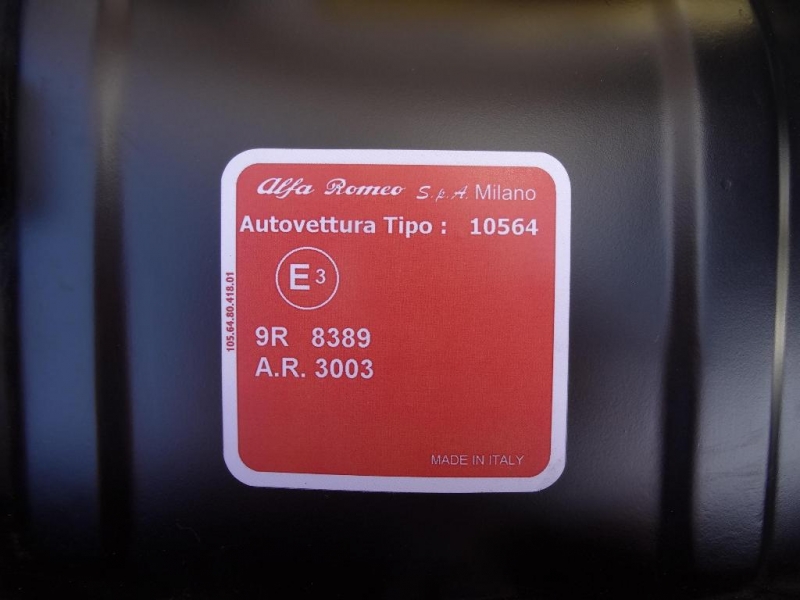 Alfa Romeo S.p.A. Milano
Autovettura Tipo : 10564
E3
105.64.80.418.01
9R 8389
A.R. 3003
MADE IN ITALY